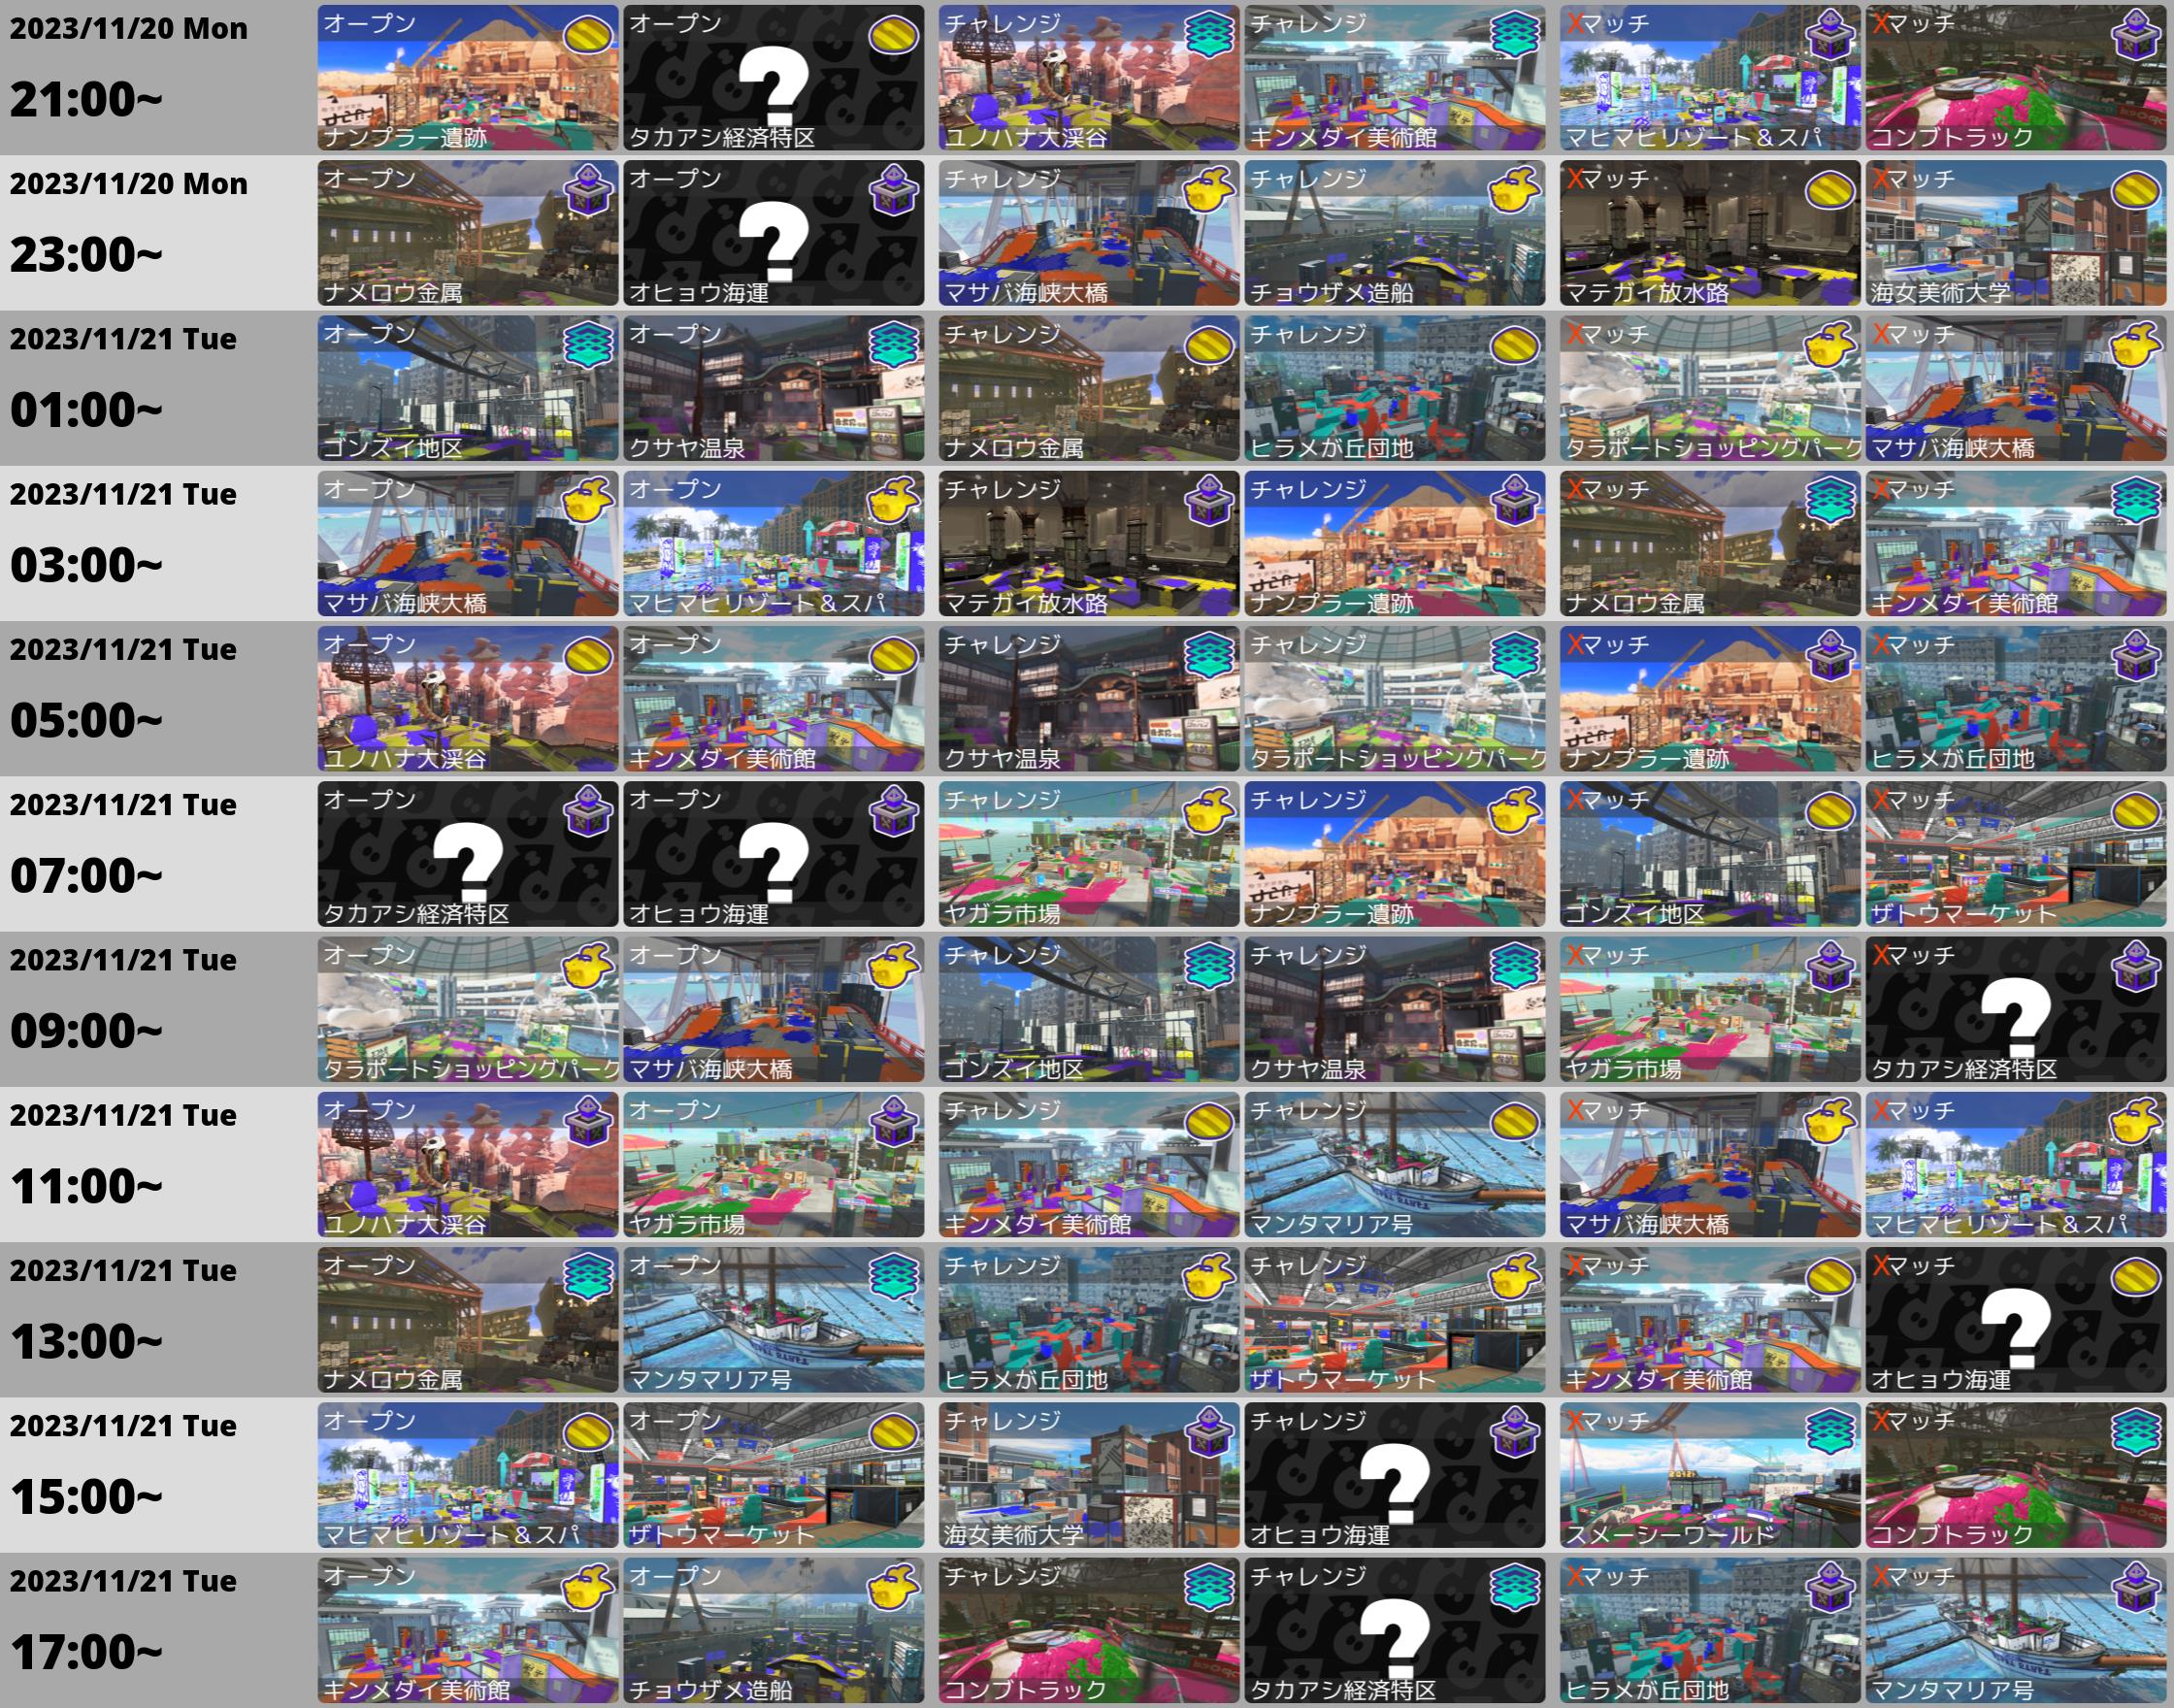 2023/11/20 Mon
21:00~
オープン
ナンプラー遺跡
オープン
タカアシ経済特区
チャレンジ
ユノハナ大渓谷
チャレンジ
キンメダイ美術館
Xマッチ
マヒマヒリゾート＆スパ
Xマッチ
コンブトラック
2023/11/20 Mon
23:00~
オープン
ナメロウ金属
オープン
オヒョウ海運
チャレンジ
マサバ海峡大橋
チャレンジ
チョウザメ造船
Xマッチ
マテガイ放水路
Xマッチ
海女美術大学
2023/11/21 Tue
01:00~
オープン
ゴンズイ地区
オープン
クサヤ温泉
チャレンジ
ナメロウ金属
チャレンジ
ヒラメが丘団地
Xマッチ
タラポートショッピングパーク
Xマッチ
マサバ海峡大橋
2023/11/21 Tue
03:00~
オープン
マサバ海峡大橋
オープン
マヒマヒリゾート＆スパ
チャレンジ
マテガイ放水路
チャレンジ
ナンプラー遺跡
Xマッチ
ナメロウ金属
Xマッチ
キンメダイ美術館
2023/11/21 Tue
05:00~
オープン
ユノハナ大渓谷
オープン
キンメダイ美術館
チャレンジ
クサヤ温泉
チャレンジ
タラポートショッピングパーク
Xマッチ
ナンプラー遺跡
Xマッチ
ヒラメが丘団地
2023/11/21 Tue
07:00~
オープン
タカアシ経済特区
オープン
オヒョウ海運
チャレンジ
ヤガラ市場
チャレンジ
ナンプラー遺跡
Xマッチ
ゴンズイ地区
Xマッチ
ザトウマーケット
2023/11/21 Tue
09:00~
オープン
タラポートショッピングパーク
オープン
マサバ海峡大橋
チャレンジ
ゴンズイ地区
チャレンジ
クサヤ温泉
Xマッチ
ヤガラ市場
Xマッチ
タカアシ経済特区
2023/11/21 Tue
11:00~
オープン
ユノハナ大渓谷
オープン
ヤガラ市場
チャレンジ
キンメダイ美術館
チャレンジ
マンタマリア号
Xマッチ
マサバ海峡大橋
Xマッチ
マヒマヒリゾート＆スパ
2023/11/21 Tue
13:00~
オープン
ナメロウ金属
オープン
マンタマリア号
チャレンジ
ヒラメが丘団地
チャレンジ
ザトウマーケット
Xマッチ
キンメダイ美術館
Xマッチ
オヒョウ海運
2023/11/21 Tue
15:00~
オープン
マヒマヒリゾート＆スパ
オープン
ザトウマーケット
チャレンジ
海女美術大学
チャレンジ
オヒョウ海運
Xマッチ
スメーシーワールド
Xマッチ
コンブトラック
2023/11/21 Tue
17:00~
オープン
キンメダイ美術館
オープン
チョウザメ造船
チャレンジ
コンブトラック
チャレンジ
タカアシ経済特区
Xマッチ
ヒラメが丘団地
Xマッチ
マンタマリア号